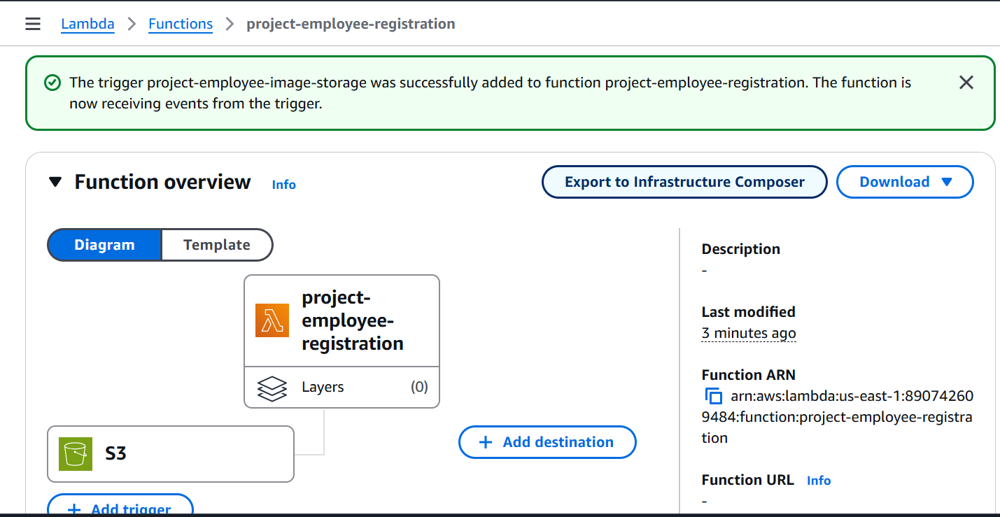 Lambda > Functions > project-employee-registration
The trigger project-employee-image-storage was successfully added to function project-employee-registration. The function is
now receiving events from the trigger.
Function overview Info
Export to Infrastructure Composer
Download
Diagram
Template
project-
employee-
registration
Layers (0)
S3
+ Add trigger
+ Add destination
Description
-
Last modified
3 minutes ago
Function ARN
arn:aws:lambda:us-east-1:89074260
9484:function:project-employee-registra
tion
Function URL Info
-